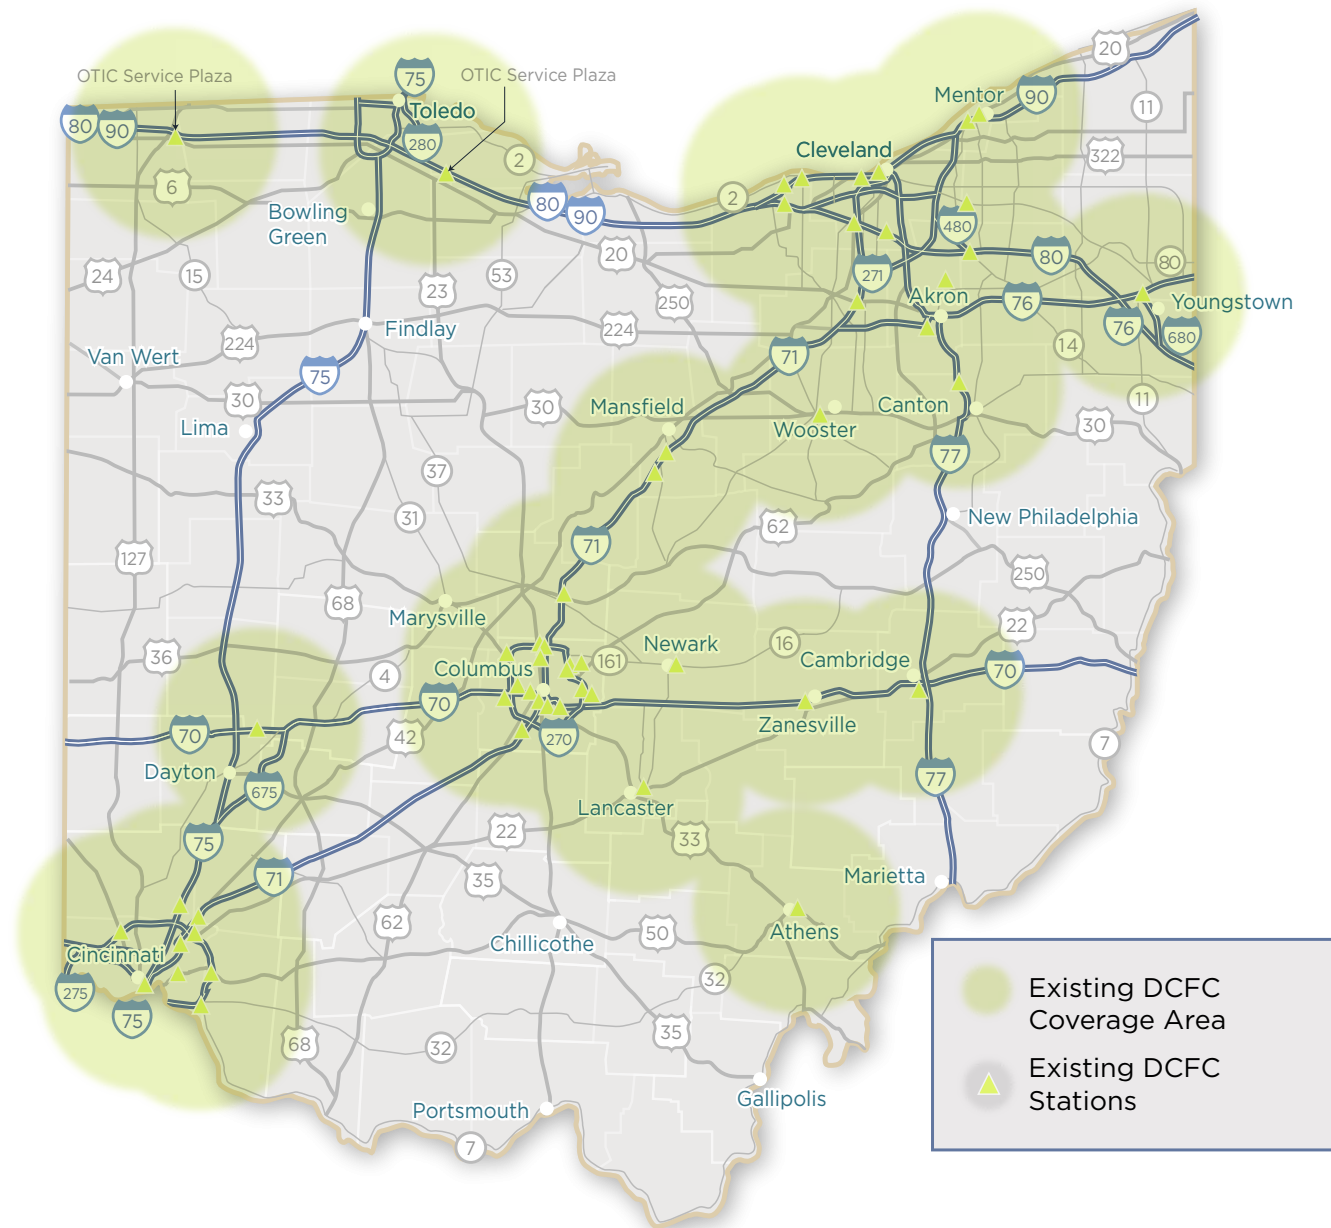 20
OTIC Service Plaza
75
OTIC Service Plaza
Mentor
90
11
80
90
Toledo
280
Cleveland
322
2
6
2
80
90
Bowling
Green
480
20
80
80
24
15
23
53
271
250
Akron
76
Youngstown
Findlay
224
224
76
680
14
Van Wert
71
75
30
30
Mansfield
Canton
11
Lima
Wooster
30
77
37
33
31
New Philadelphia
62
71
127
250
68
Marysville
22
36
161
Newark
16
Cambridge
4
Columbus
70
70
Zanesville
70
42
270
7
Dayton
675
77
Lancaster
22
33
75
71
35
Marietta
62
50
Athens
Chillicothe
Cincinnati
32
275
75
35
68
32
Gallipolis
Portsmouth
7
Existing DCFC
Coverage Area
Existing DCFC
Stations